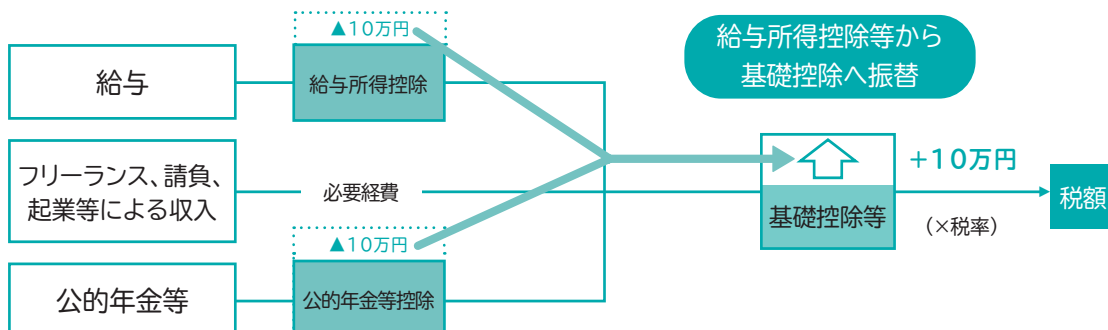 ▲10万円
給与
給与所得控除
給与所得控除等から
基礎控除へ振替
フリーランス、請負、
起業等による収入
必要経費
+10万円
基礎控除等
(×税率)
税額
▲10万円
公的年金等
公的年金等控除